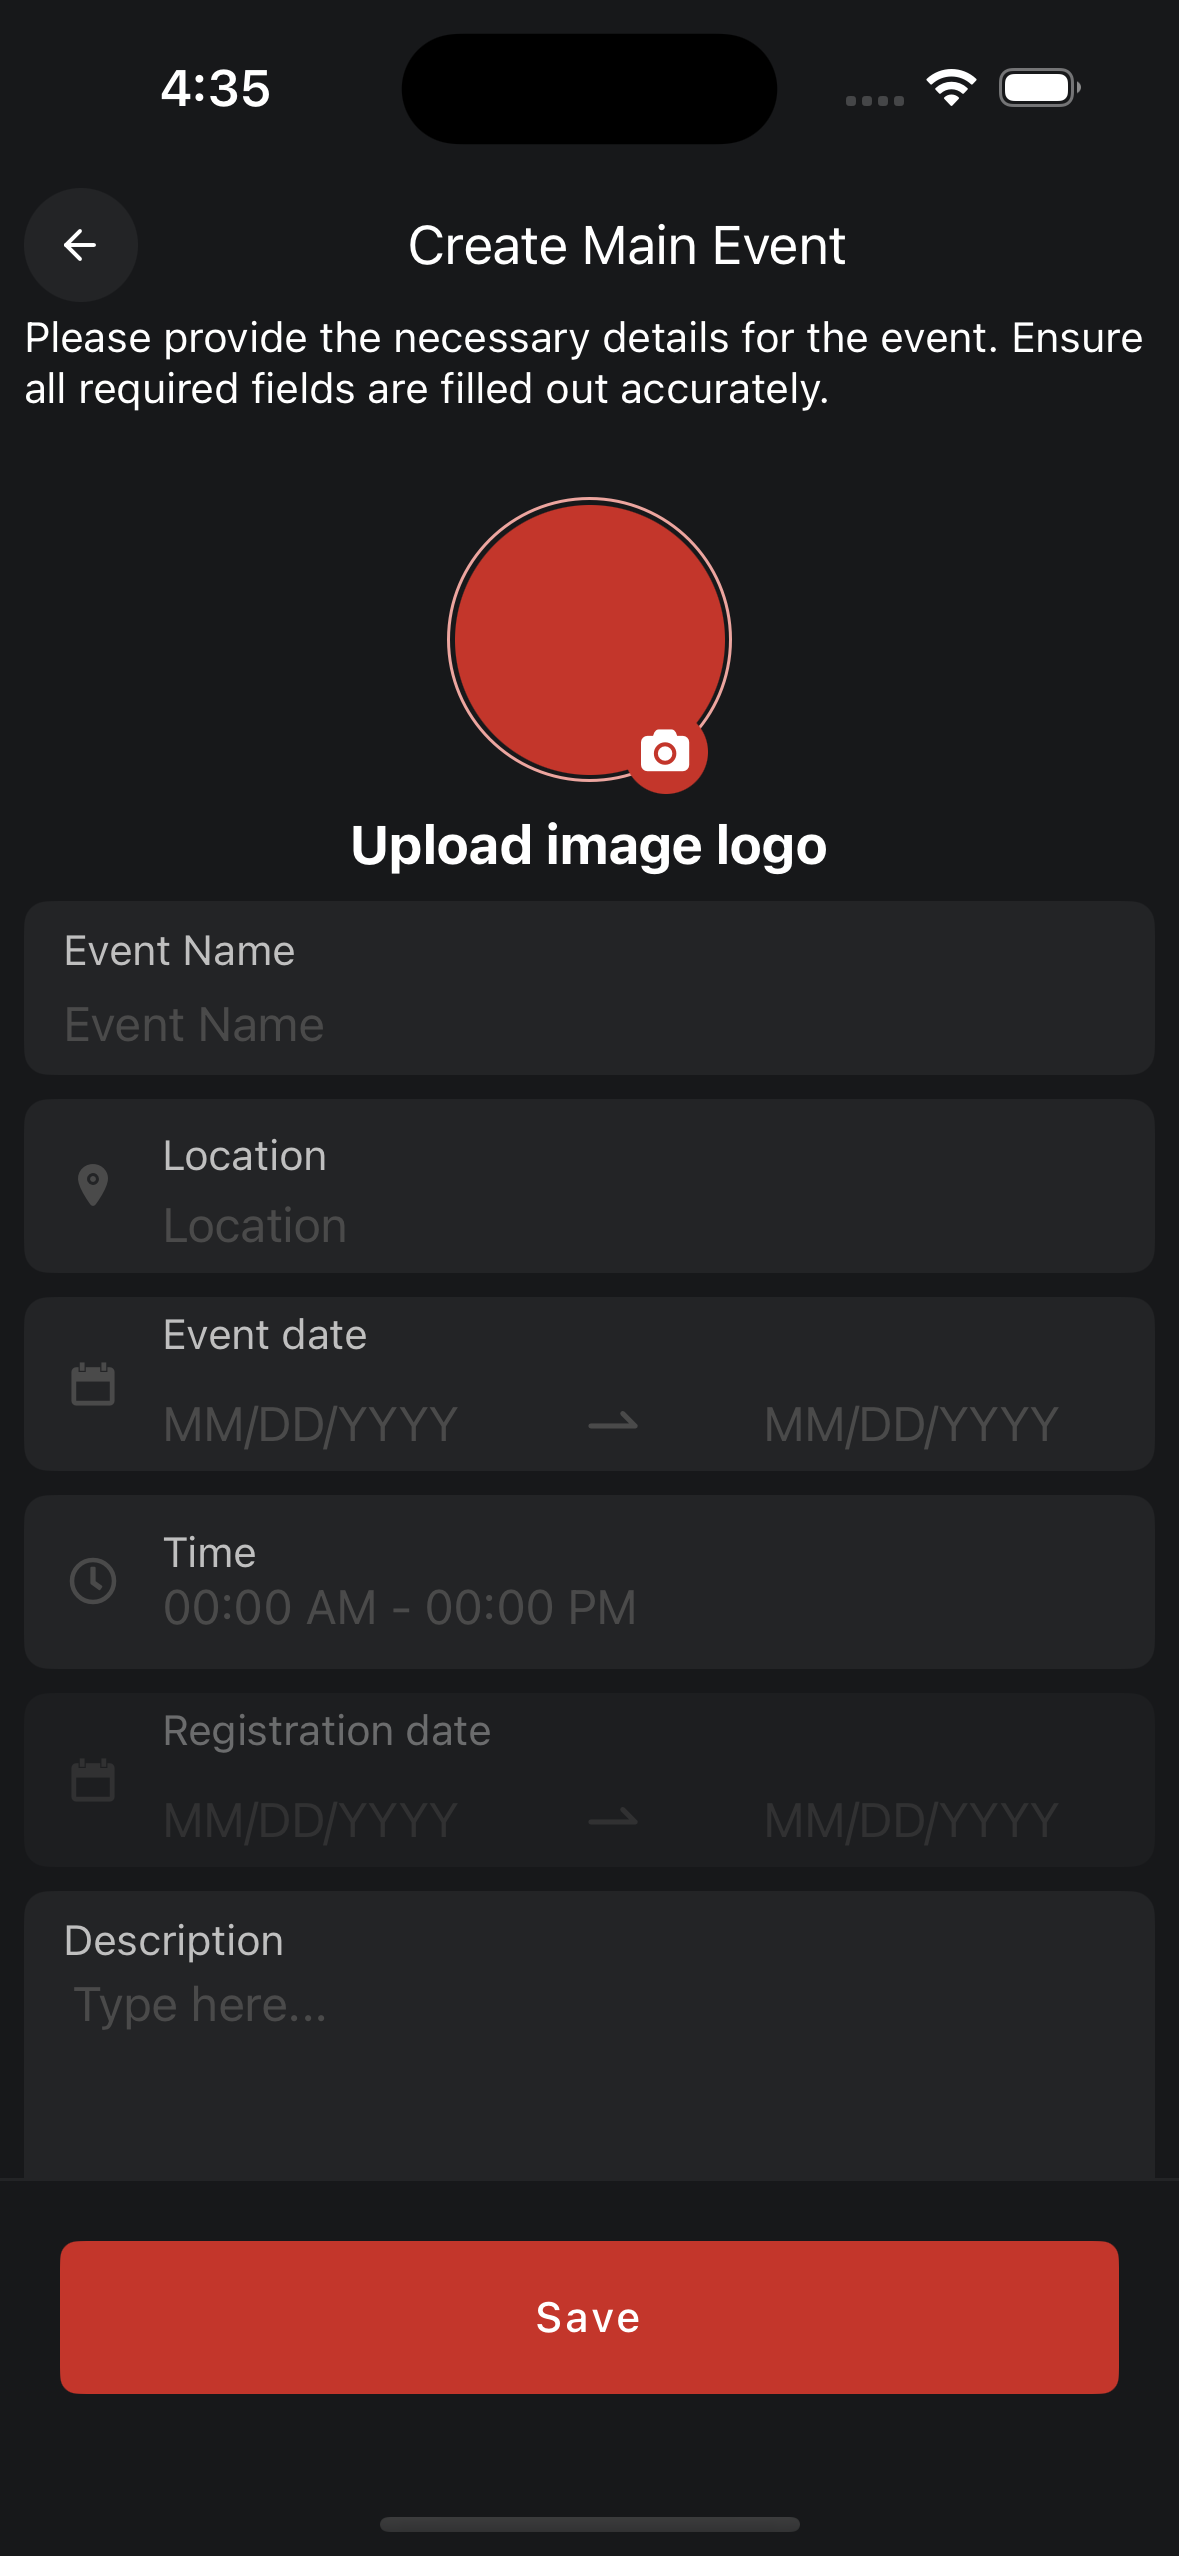 4:35
Create Main Event
Please provide the necessary details for the event. Ensure
all required fields are filled out accurately.
Upload image logo
Event Name
Event Name
Location
Location
Event date
MM/DD/YYYY MM/DD/YYYY
Time
00:00 AM - 00:00 PM
Registration date
MM/DD/YYYY MM/DD/YYYY
Description
Type here...
Save